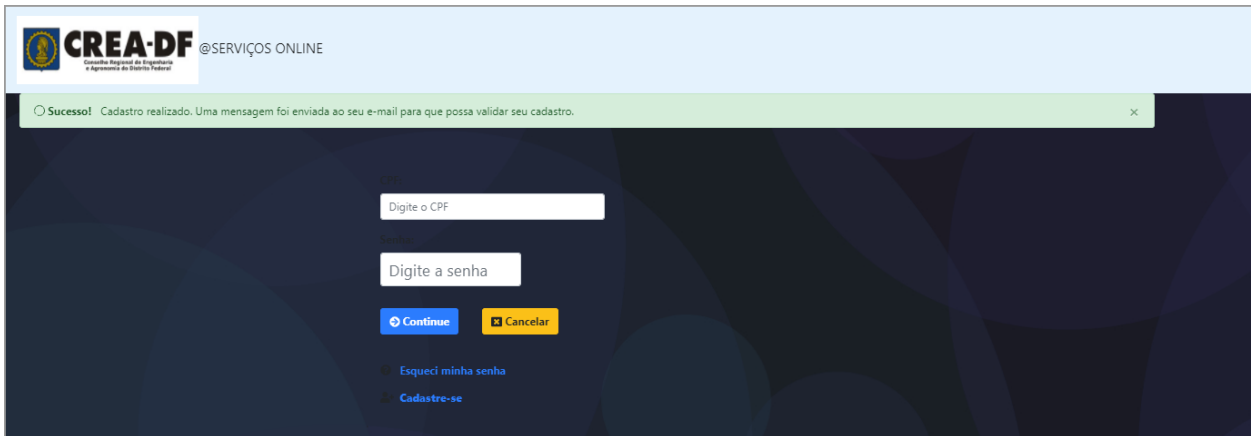 CREA-DF
Conselho Regional de Engenharia
e Agronomia do Distrito Federal
@SERVIÇOS ONLINE
Sucesso! Cadastro realizado. Uma mensagem foi enviada ao seu e-mail para que possa validar seu cadastro. ×
CPF:
Digite o CPF
Senha:
Digite a senha
Continue Cancelar
Esqueci minha senha
Cadastre-se